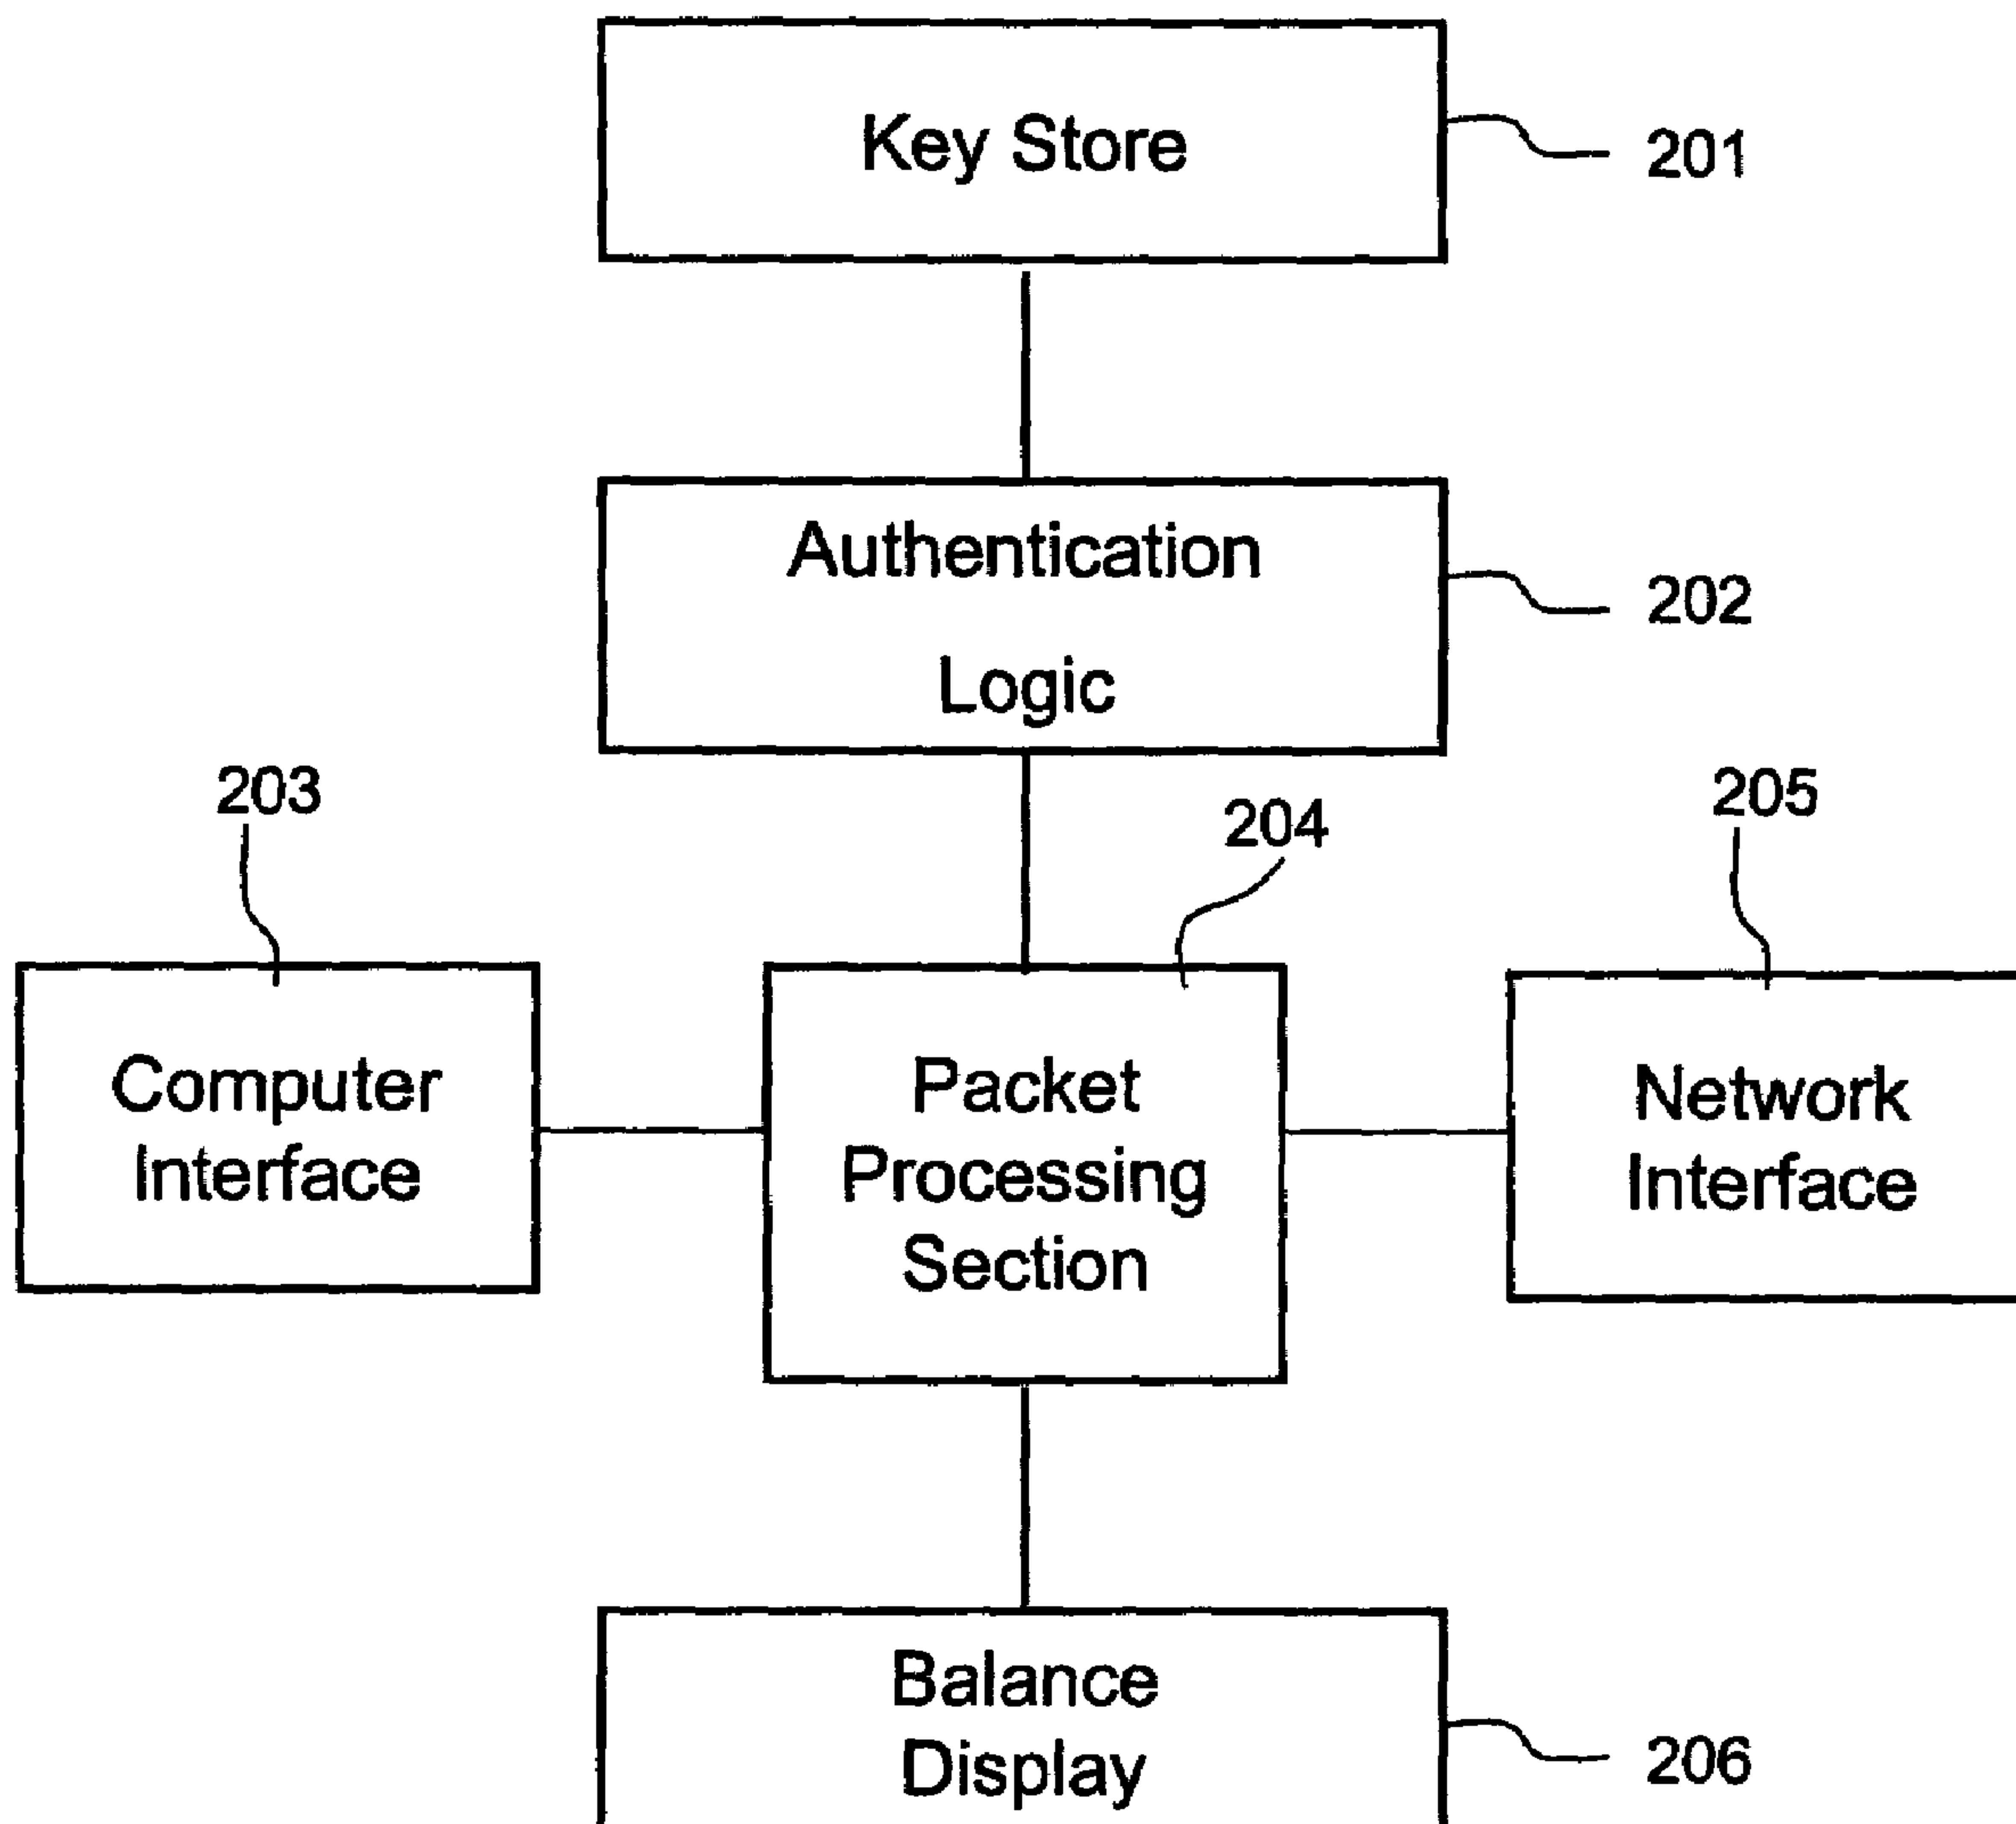 Key Store
201
Authentication
Logic
202
203
204
205
Computer
Interface
Packet
Processing
Section
Network
Interface
Balance
Display
206